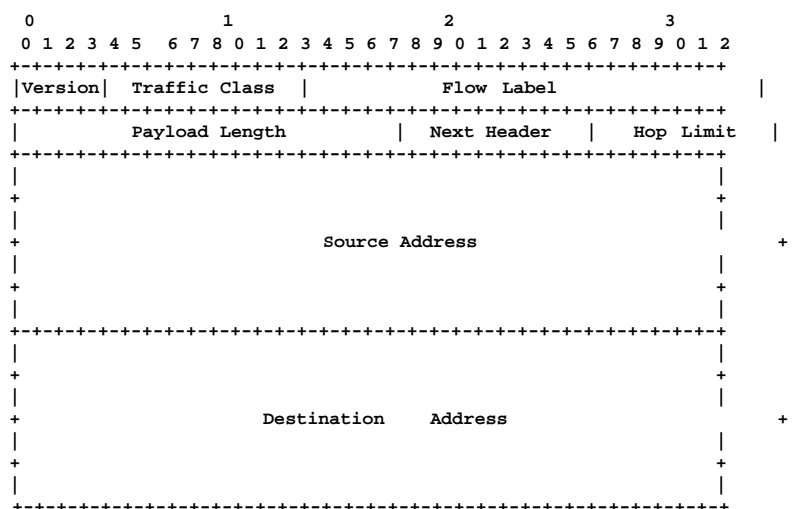 0 1 2 3
0 1 2 3 4 5 6 7 8 0 1 2 3 4 5 6 7 8 9 0 1 2 3 4 5 6 7 8 9 0 1 2
+-+-+-+-+-+-+-+-+-+-+-+-+-+-+-+-+-+-+-+-+-+-+-+-+-+-+-+-+-+-+-+-+
|Version| Traffic Class | Flow Label |
+-+-+-+-+-+-+-+-+-+-+-+-+-+-+-+-+-+-+-+-+-+-+-+-+-+-+-+-+-+-+-+-+
| Payload Length | Next Header | Hop Limit |
+-+-+-+-+-+-+-+-+-+-+-+-+-+-+-+-+-+-+-+-+-+-+-+-+-+-+-+-+-+-+-+-+
| |
+ +
| |
+ Source Address +
| |
+ +
| |
+-+-+-+-+-+-+-+-+-+-+-+-+-+-+-+-+-+-+-+-+-+-+-+-+-+-+-+-+-+-+-+-+
| |
+ +
| |
+ Destination Address +
| |
+ +
| |
+-+-+-+-+-+-+-+-+-+-+-+-+-+-+-+-+-+-+-+-+-+-+-+-+-+-+-+-+-+-+-+-+